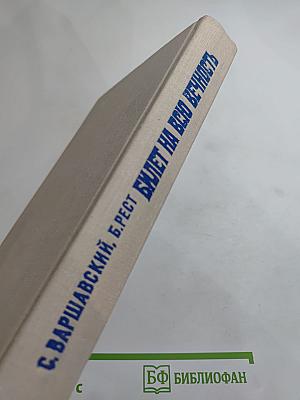 С. ВАРШАВСКИЙ, Б.РЕСТ БИЛЕТ НА ВСЮ ВЕЧНОСТЬ
С
БФ БИБЛИОФАН